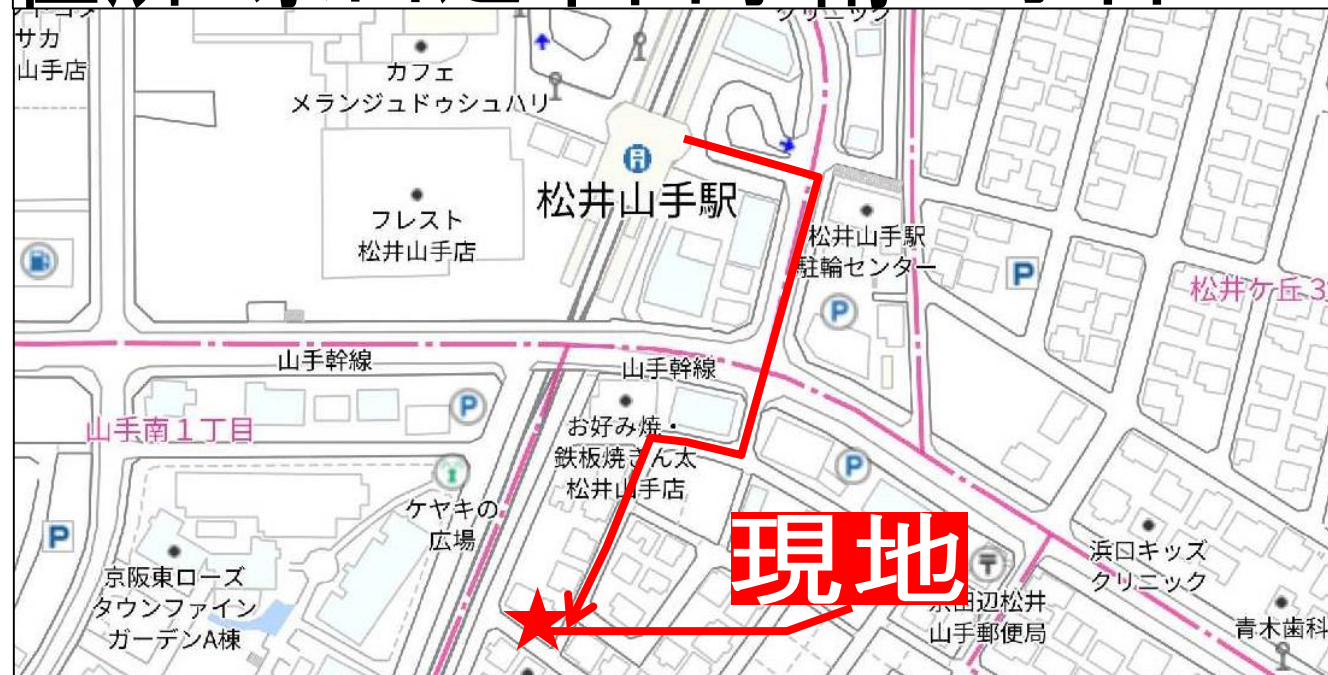 サカ
山手店
クリニック
カフェ
メランジュドゥシュハリ
松井山手駅
フレスト
松井山手店
松井山手駅
駐輪センター
P
P
松井ケ丘3
山手幹線
山手幹線
山手南1丁目
P
お好み焼・
鉄板焼きん太
松井山手店
P
ケヤキの
広場
P
現地
京阪東ローズ
タウンファイン
ガーデンA棟
浜口キッズ
クリニック
京田辺松井
山手郵便局
青木歯科